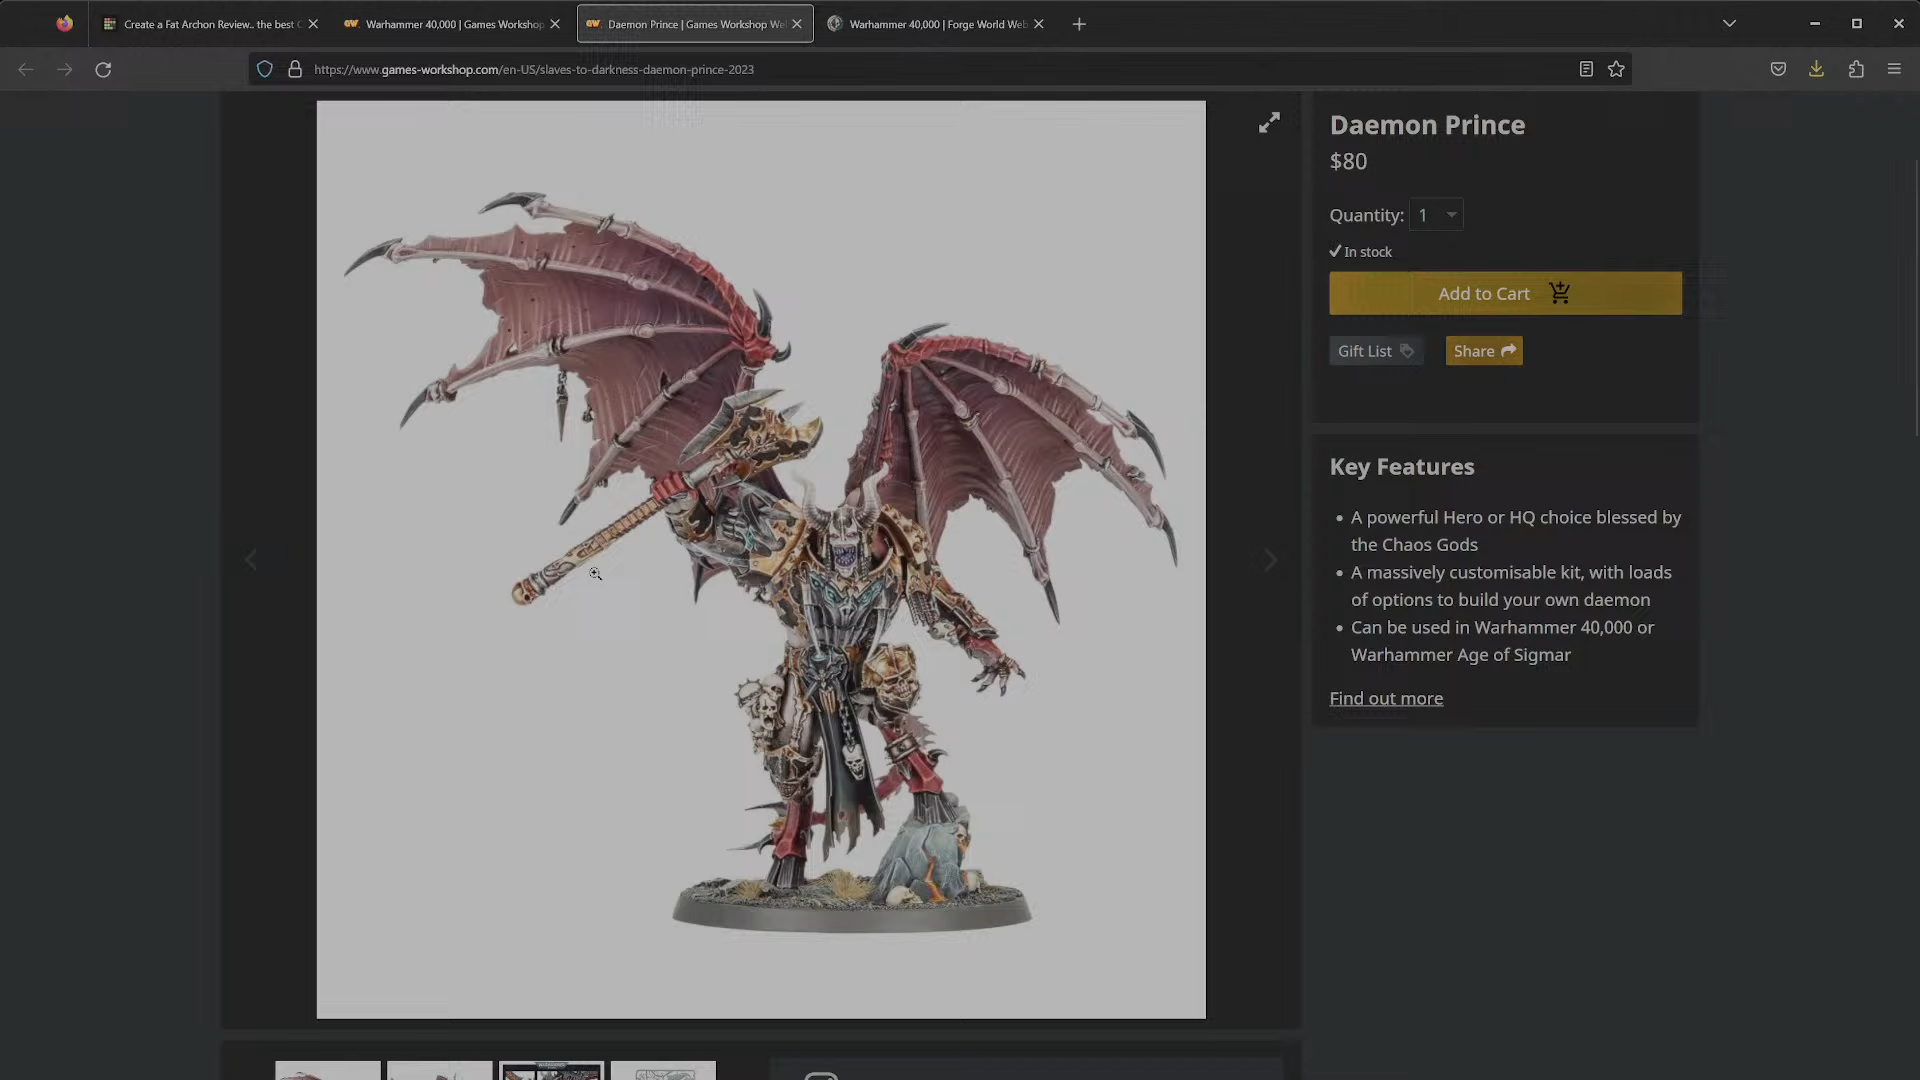 Create a Fat Archon Review.. the best C
GW Warhammer 40,000 | Games Workshop
GW Daemon Prince | Games Workshop We
Warhammer 40,000 | Forge World Web
https://www.games-workshop.com/en-US/slaves-to-darkness-daemon-prince-2023
Daemon Prince
$80
Quantity: 1
In stock
Add to Cart
Gift List
Share
Key Features
• A powerful Hero or HQ choice blessed by
the Chaos Gods
• A massively customisable kit, with loads
of options to build your own daemon
• Can be used in Warhammer 40,000 or
Warhammer Age of Sigmar
Find out more